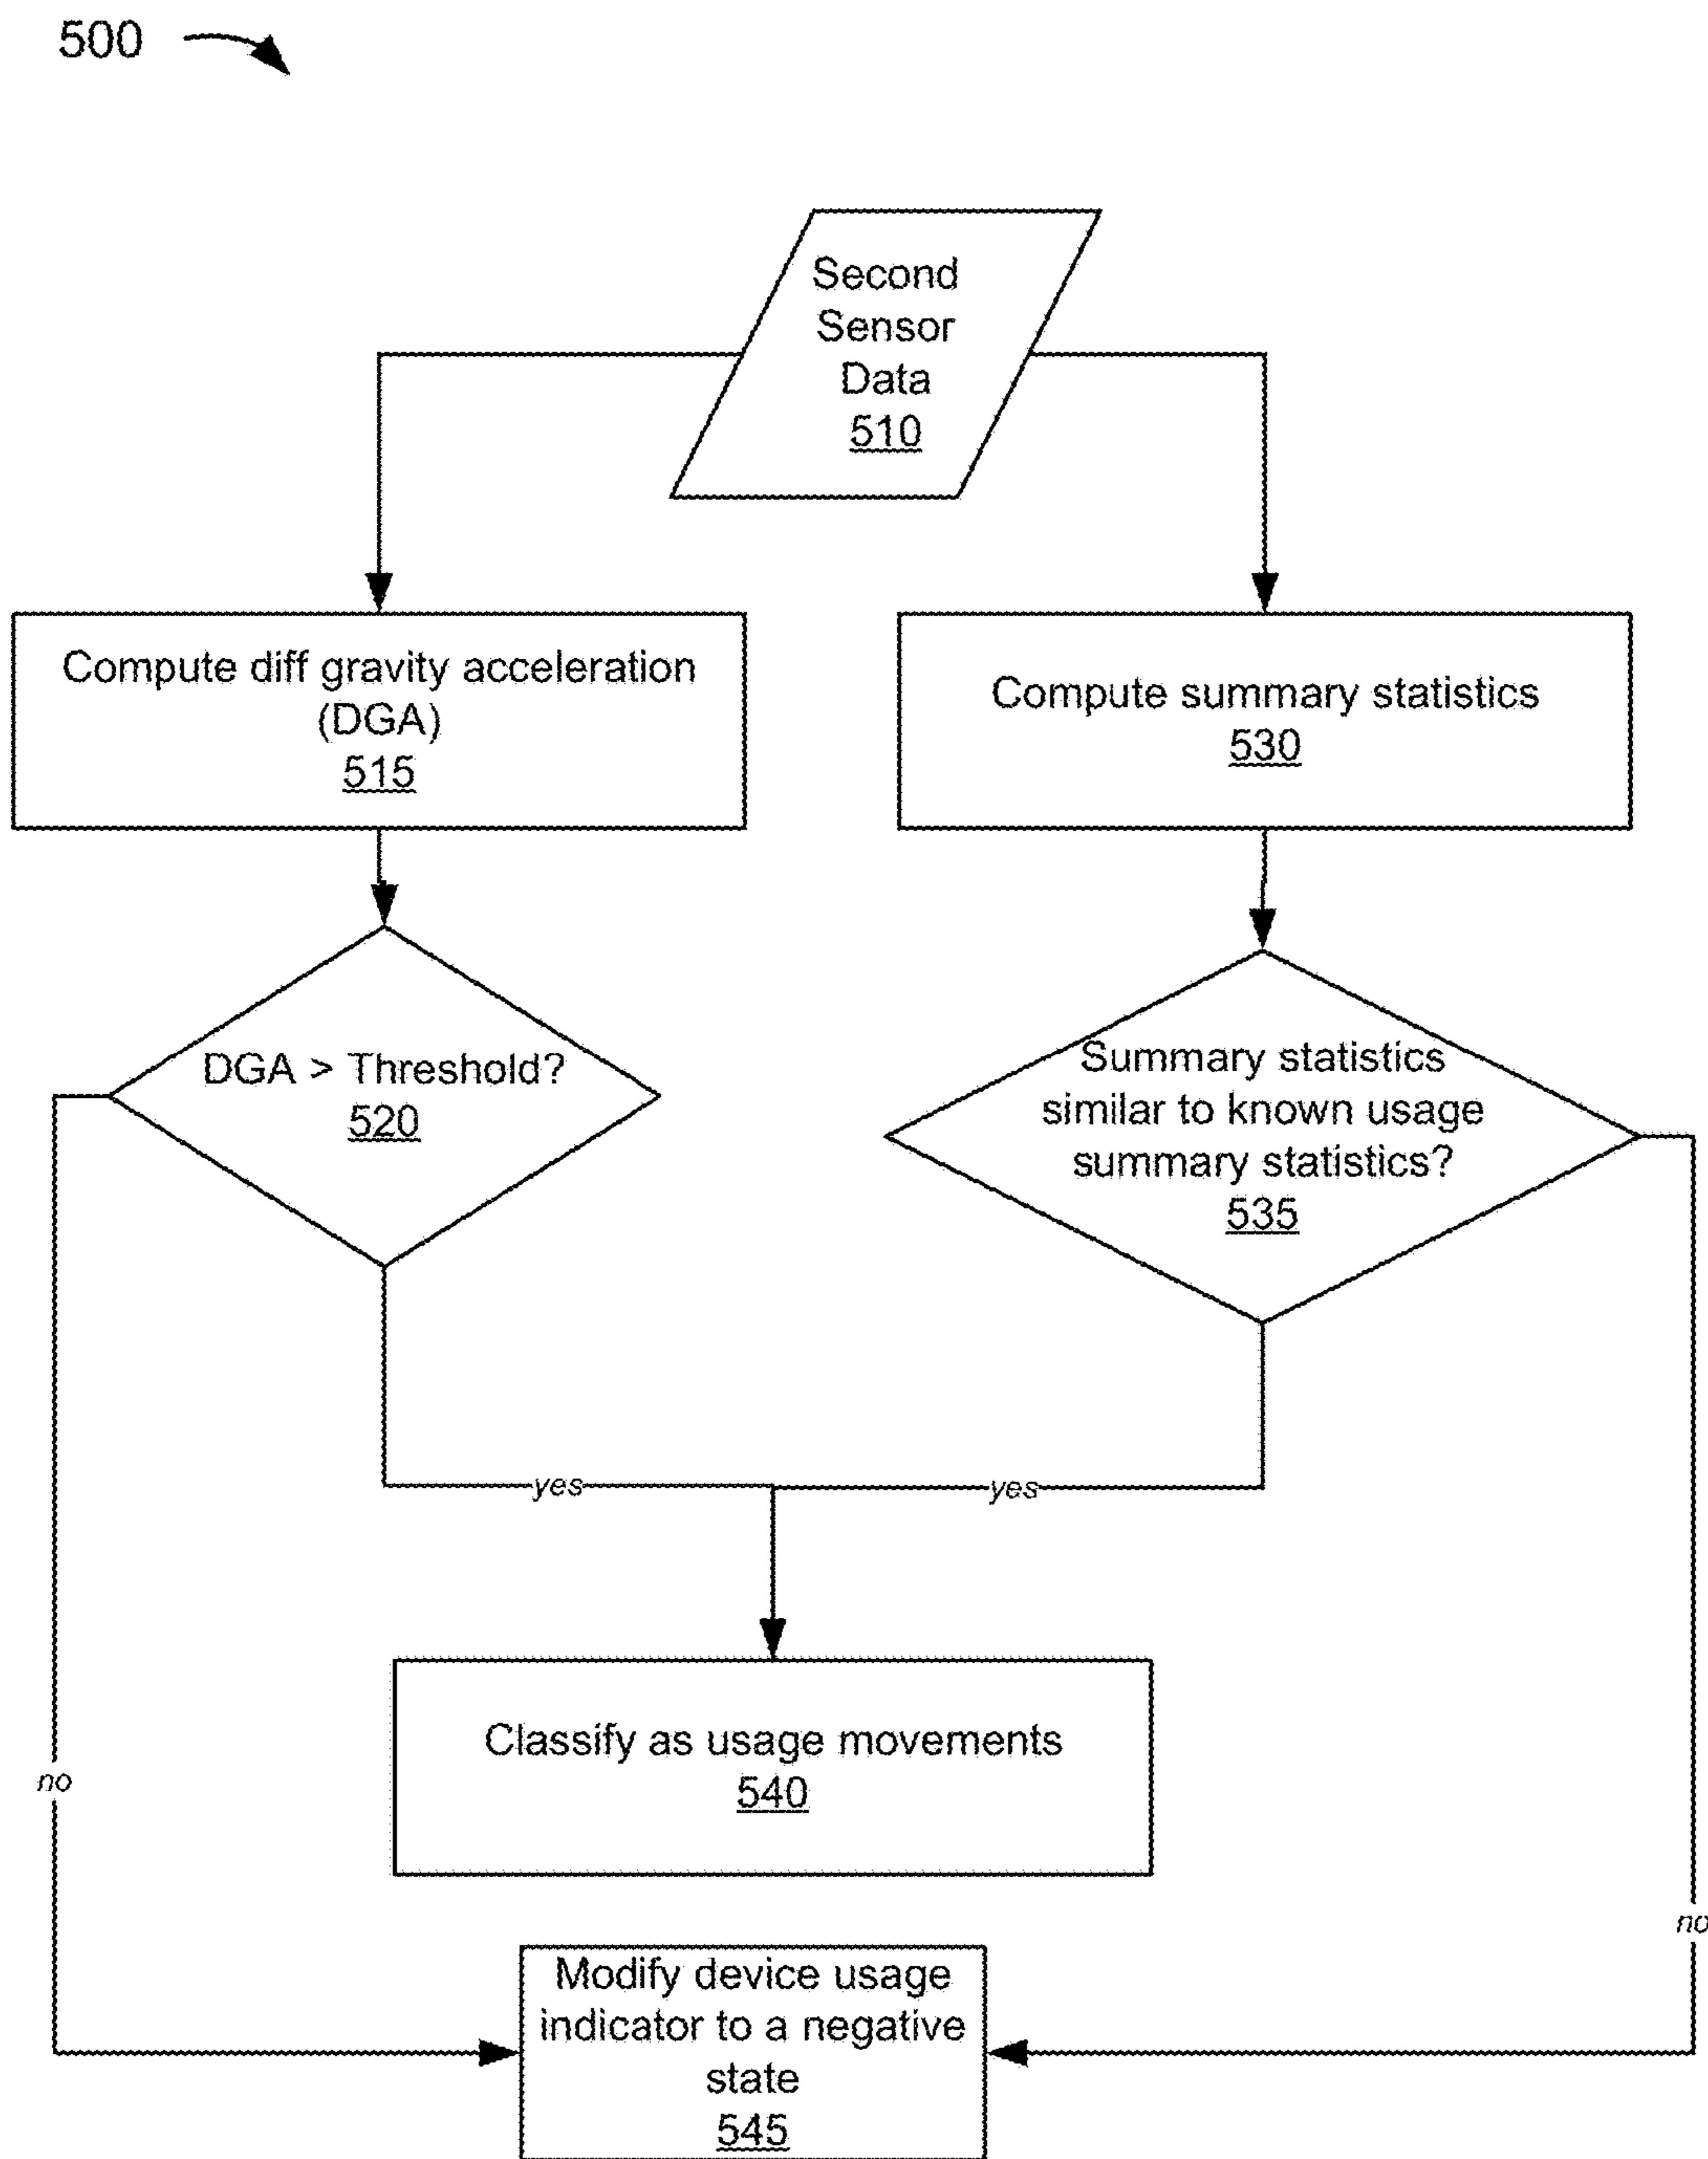 500
Second
Sensor
Data
510
Compute diff gravity acceleration
(DGA)
515
Compute summary statistics
530
DGA > Threshold?
520
Summary statistics
similar to known usage
summary statistics?
535
yes
yes
Classify as usage movements
540
no
no
Modify device usage
indicator to a negative
state
545